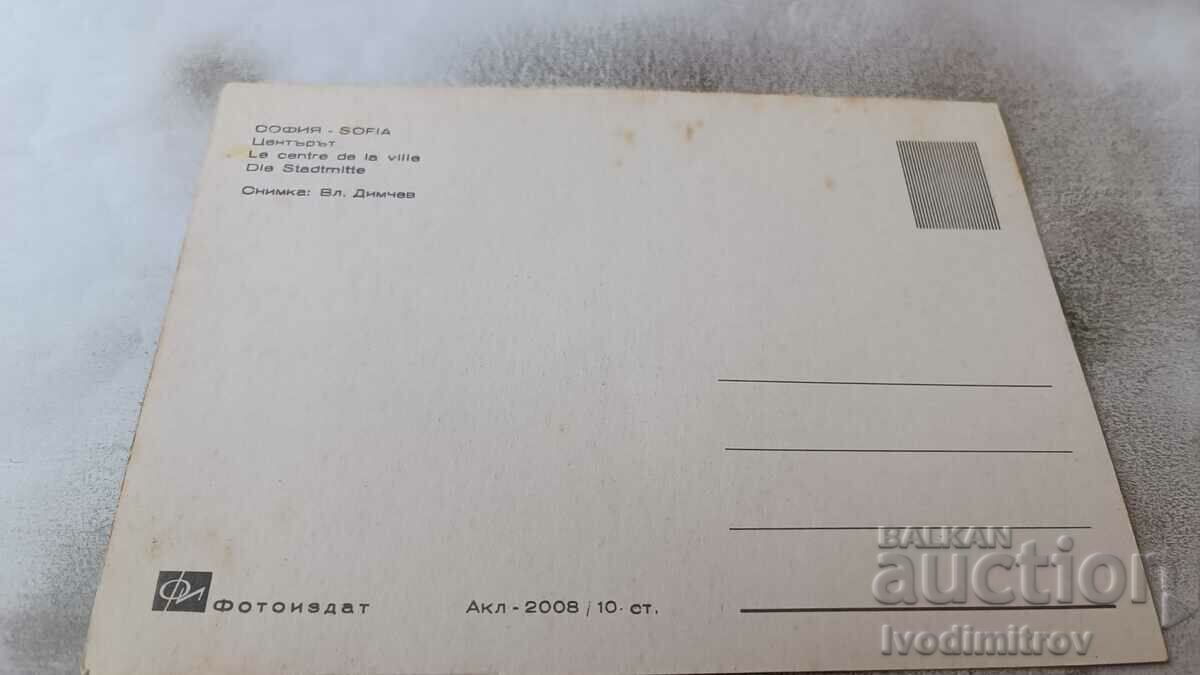 СОФИЯ - SOFIA
Центърът
Le centre de la ville
Die Stadtmitte
Снимка: Вл. Димчев
ФИ Фотоиздат
Акл - 2008 / 10· ст.
BALKAN
auction
Ivodimitrov